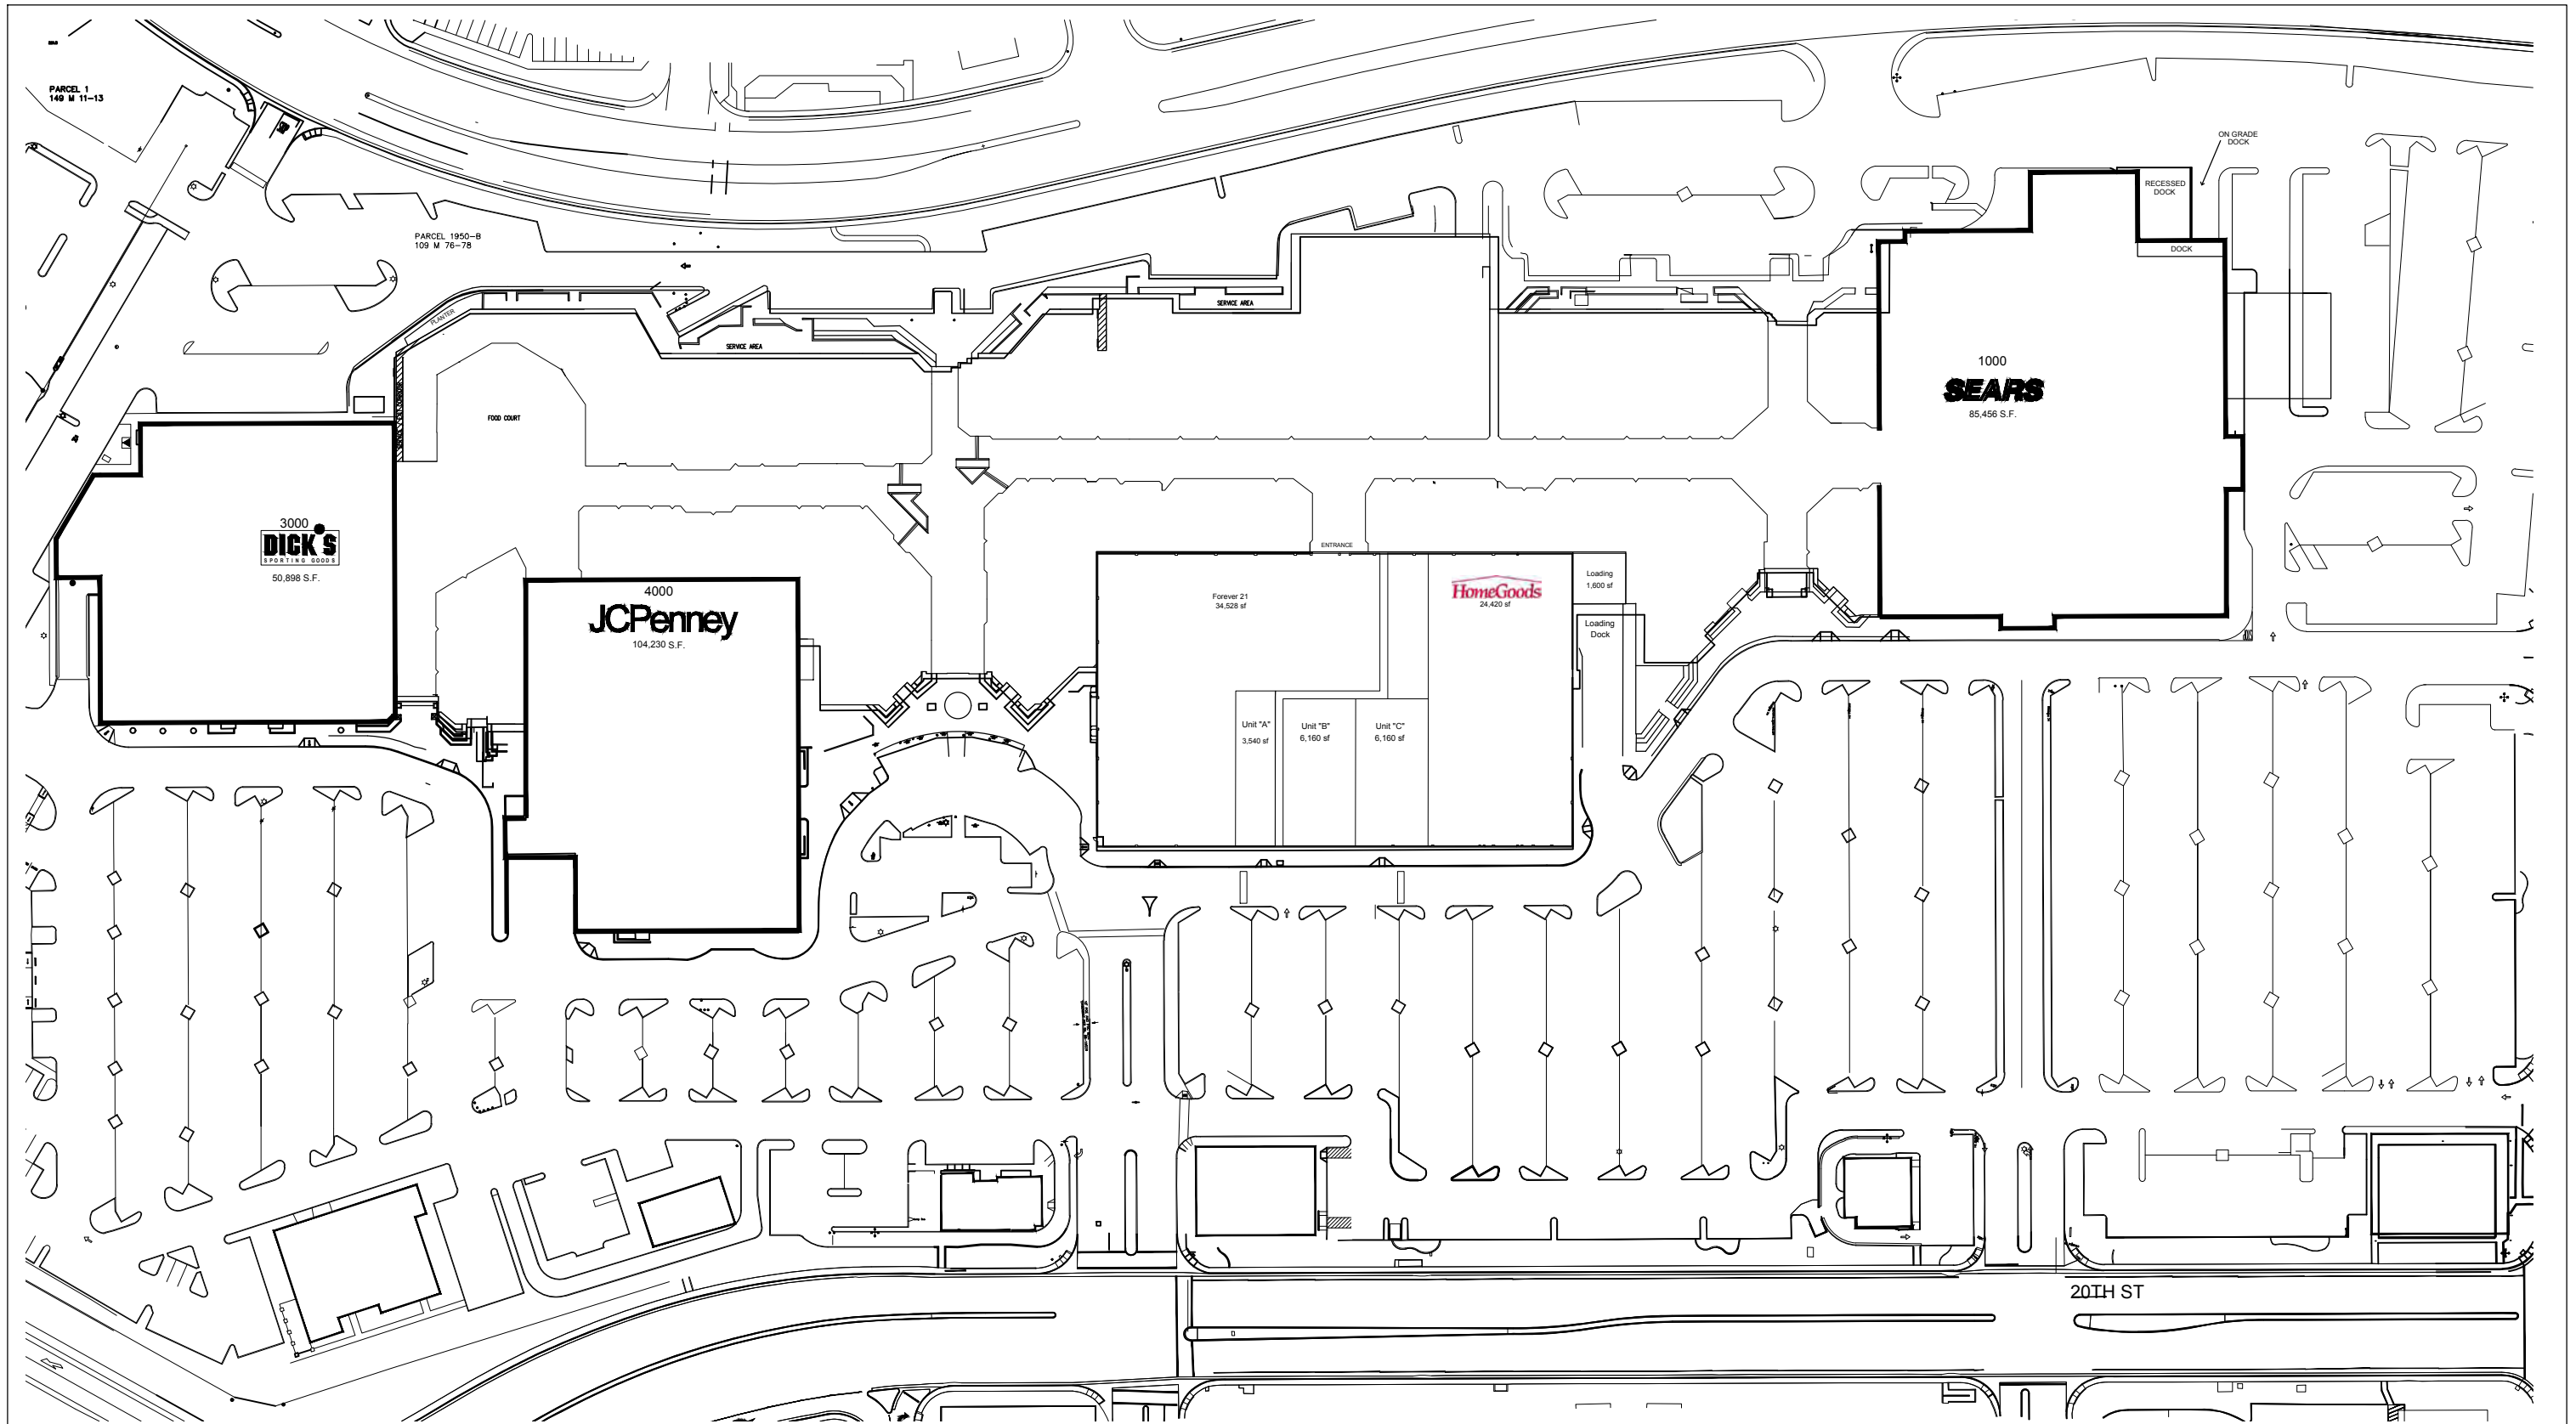 PARCEL 1
149 M 11-13
ON GRADE
DOCK
RECESSED
DOCK
PARCEL 1950-B
109 M 76-78
DOCK
SERVICE AREA
PLANTER
SERVICE AREA
1000
SEARS
85,456 S.F.
FOOD COURT
3000
DICK'S
SPORTING GOODS
50,898 S.F.
ENTRANCE
4000
JCPenney
104,230 S.F.
Forever 21
34,528 sf
HomeGoods
24,420 sf
Loading
1,600 sf
Loading
Dock
Unit "A"
3,540 sf
Unit "B"
6,160 sf
Unit "C"
6,160 sf
20TH ST